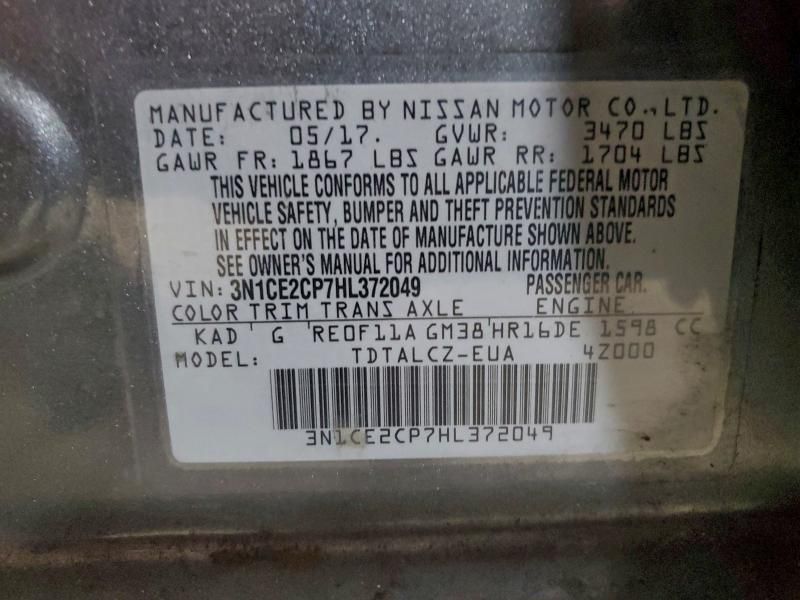 MANUFACTURED BY NISSAN MOTOR CO., LTD.
DATE: 05/17. GVWR: 3470 LBS
GAWR FR: 1867 LBS GAWR RR: 1704 LBS
THIS VEHICLE CONFORMS TO ALL APPLICABLE FEDERAL MOTOR
VEHICLE SAFETY, BUMPER AND THEFT PREVENTION STANDARDS
IN EFFECT ON THE DATE OF MANUFACTURE SHOWN ABOVE.
SEE OWNER'S MANUAL FOR ADDITIONAL INFORMATION.
VIN: 3N1CE2CP7HL372049 PASSENGER CAR.
COLOR TRIM TRANS AXLE ENGINE
KAD G RE0F11A GM38 HR16DE 1598 CC
MODEL: TDTALCZ-EUA 4Z000
3N1CE2CP7HL372049